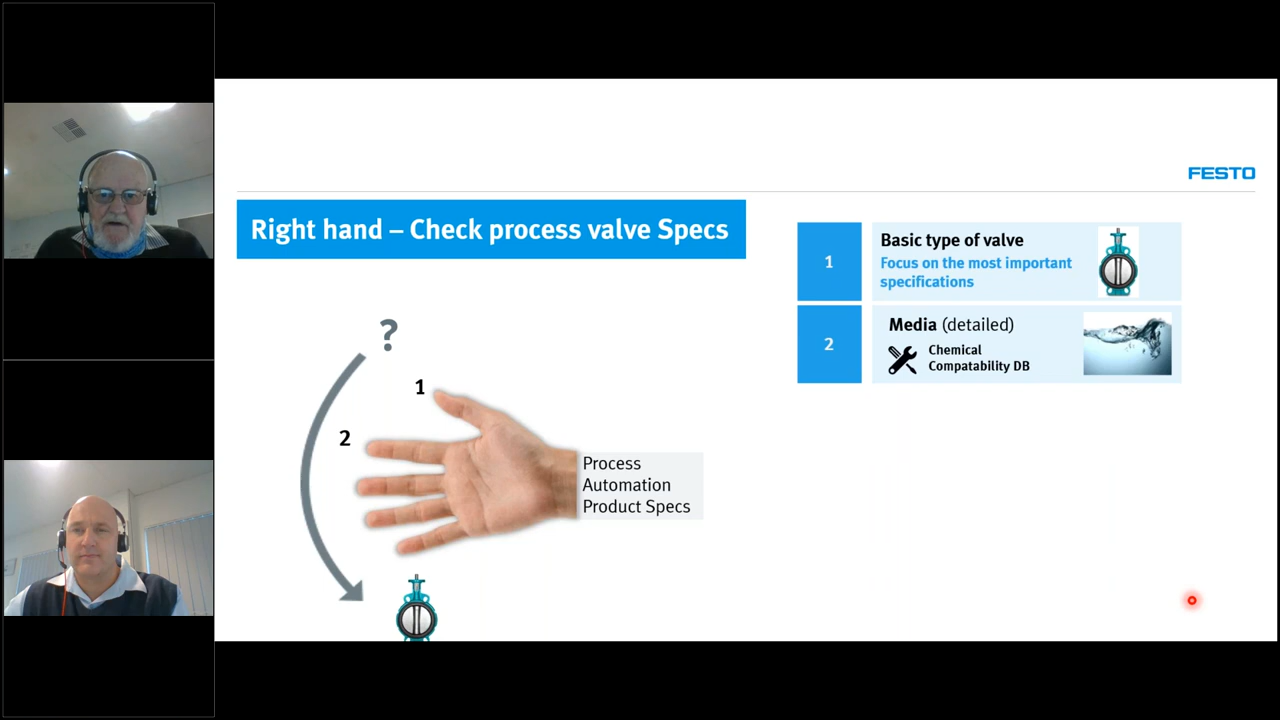 FESTO
Right hand – Check process valve Specs
1
Basic type of valve
Focus on the most important
specifications
2
Media (detailed)
Chemical
Compatability DB
?
1
2
Process
Automation
Product Specs